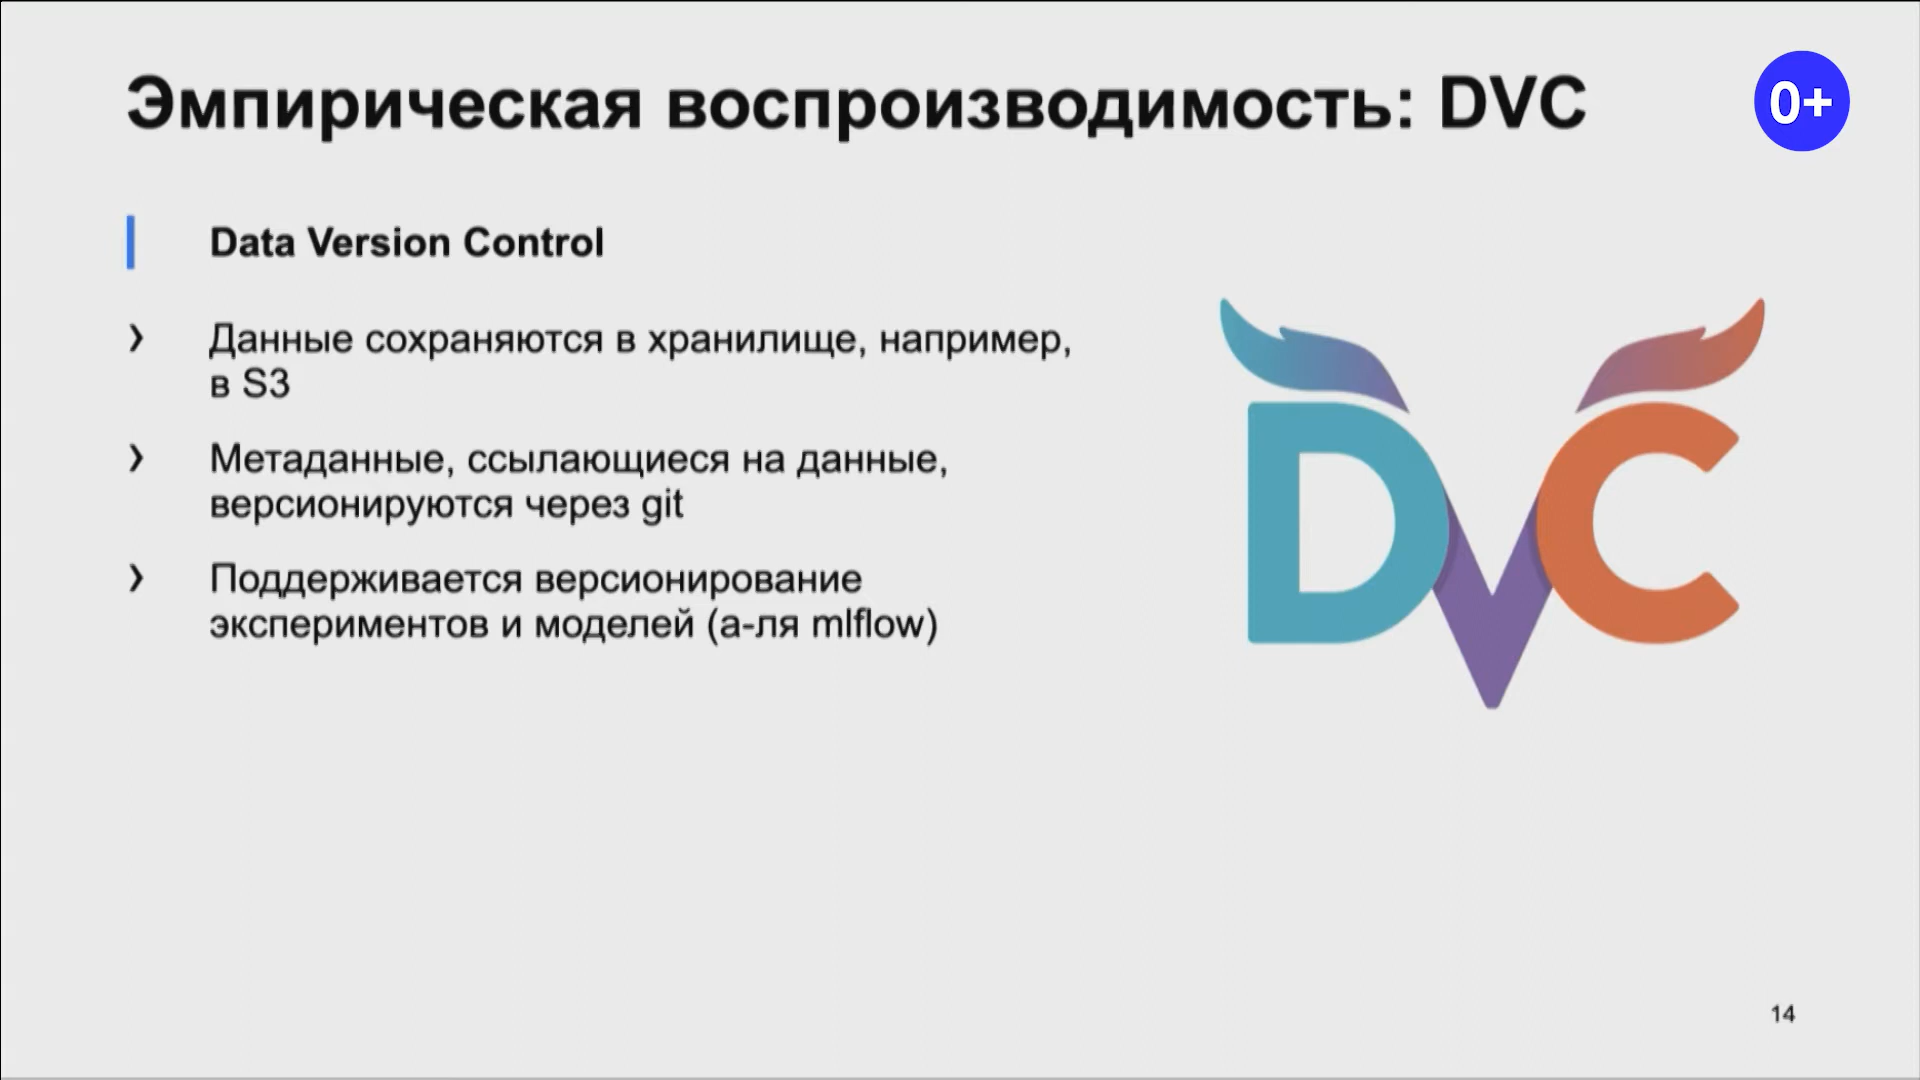 Эмпирическая воспроизводимость: DVC
0+
Data Version Control
› Данные сохраняются в хранилище, например,
в S3
› Метаданные, ссылающиеся на данные,
версионируются через git
› Поддерживается версионирование
экспериментов и моделей (а-ля mlflow)
DVC
14